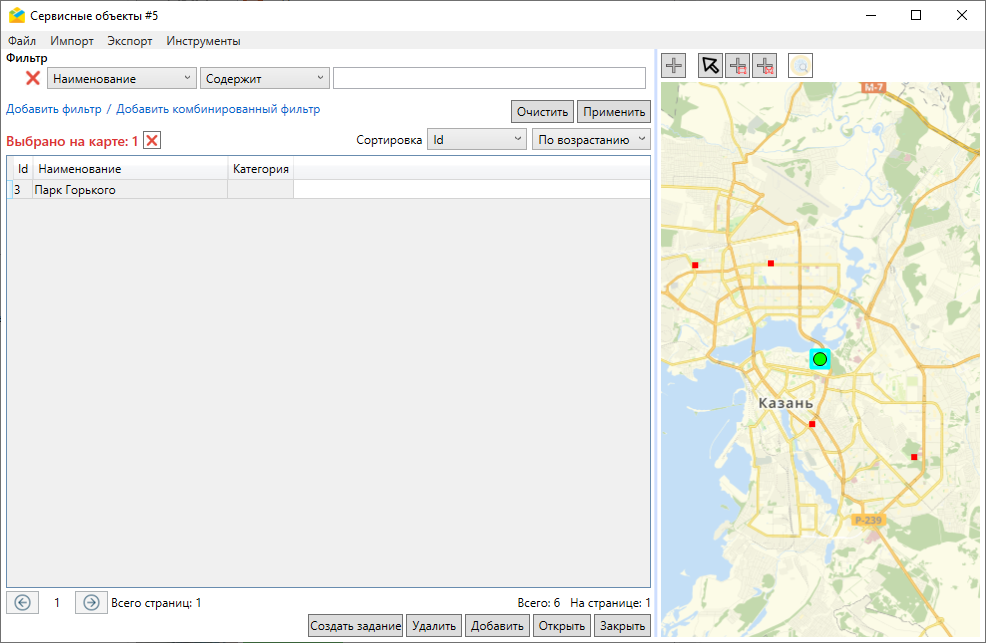 Сервисные объекты #5
Файл Импорт Экспорт Инструменты
Фильтр
Наименование Содержит
Добавить фильтр / Добавить комбинированный фильтр
Очистить Применить
Выбрано на карте: 1
Сортировка Id По возрастанию
Id Наименование Категория
3 Парк Горького
1 Всего страниц: 1
Всего: 6 На странице: 1
Создать задание Удалить Добавить Открыть Закрыть
М-7
Казань
Р-239